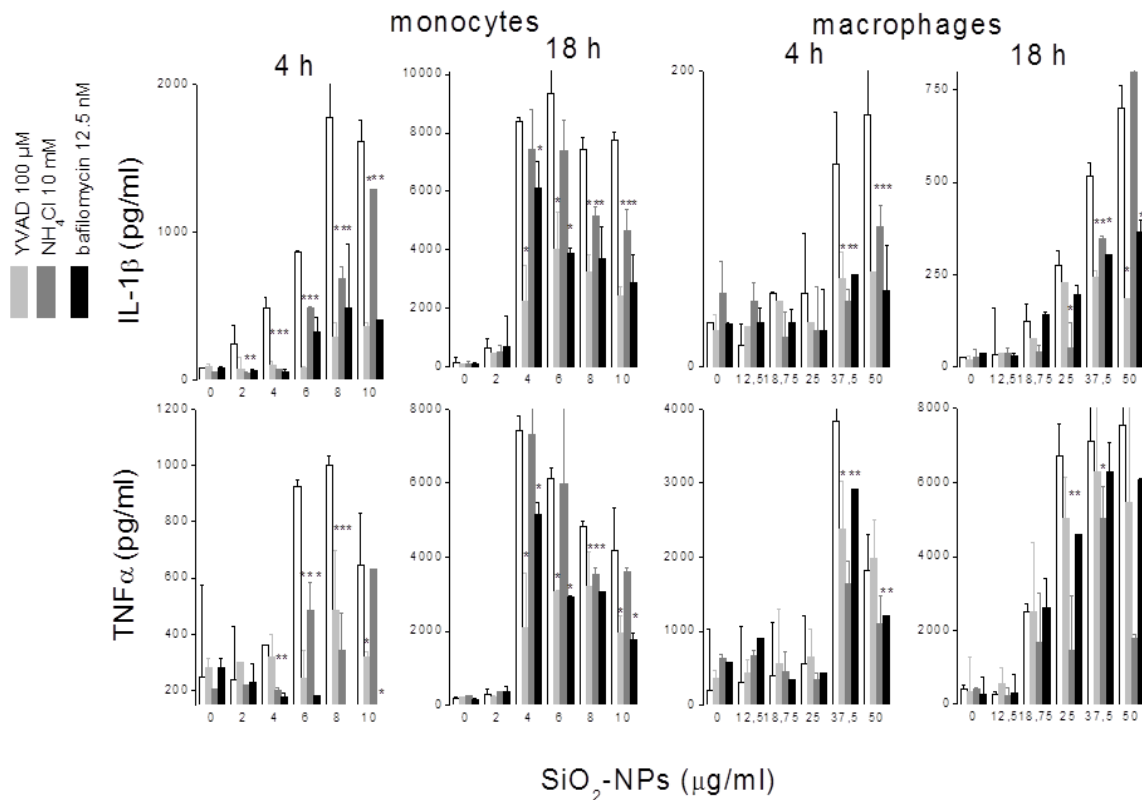 monocytes
macrophages
4 h
18 h
4 h
18 h
YVAD 100 µM
NH4Cl 10 mM
bafilomycin 12.5 nM
IL-1β (pg/ml)
2000
1000
0
0 2 4 6 8 10
** *** *** *** ***
10000
8000
6000
4000
2000
0
0 2 4 6 8 10
* * * * *** ***
200
0
0 12,5 18,75 25 37,5 50
*** ***
750
500
250
0
0 12,5 18,75 25 37,5 50
* *** * *
TNFα (pg/ml)
1200
1000
800
600
400
200
0 2 4 6 8 10
** *** *** * *
8000
6000
4000
2000
0
0 2 4 6 8 10
* * * * *** * *
4000
3000
2000
1000
0
0 12,5 18,75 25 37,5 50
*** **
8000
6000
4000
2000
0
0 12,5 18,75 25 37,5 50
** *
SiO2-NPs (µg/ml)